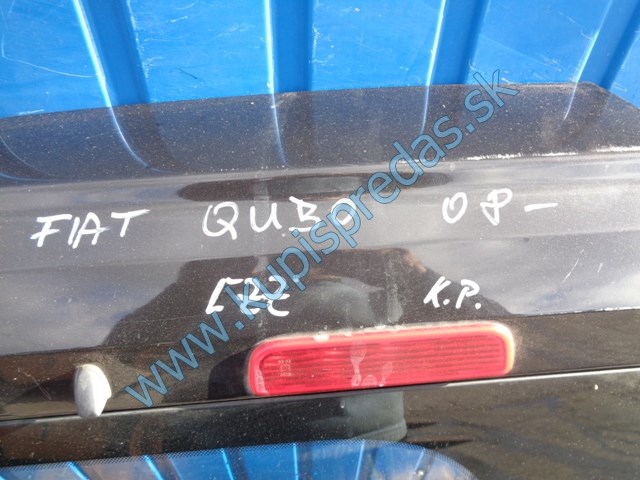 FIAT QUBO 08-
K.P.
www.kupispredas.sk